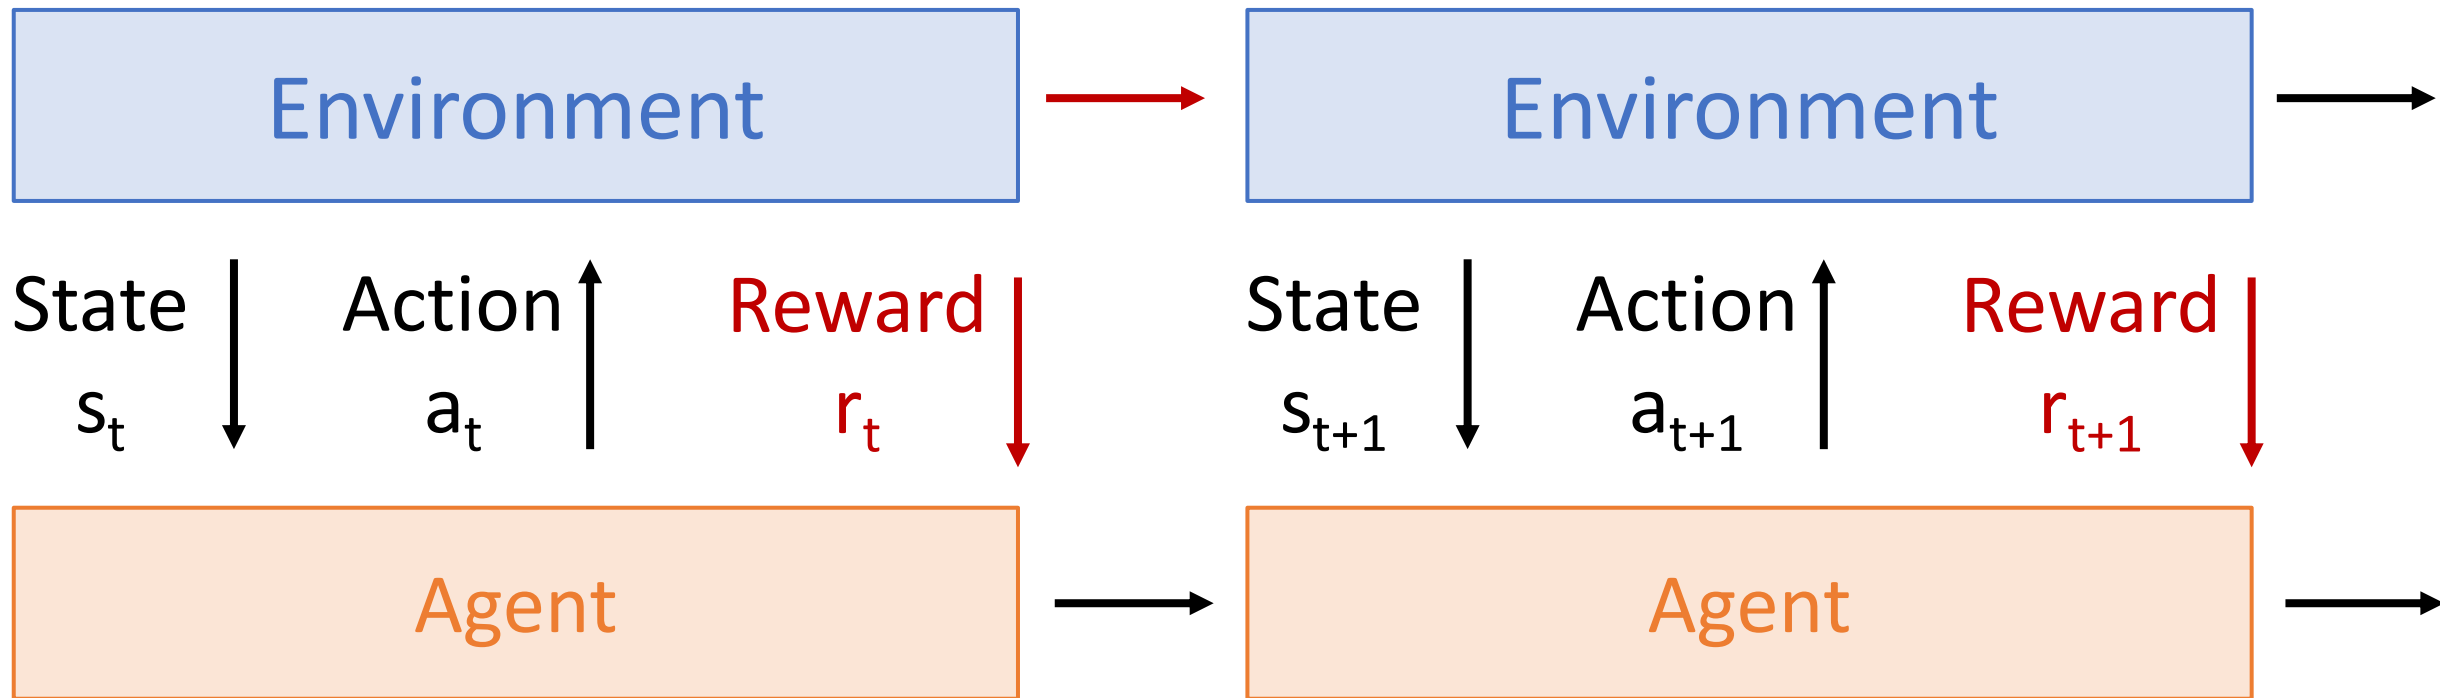 Environment
Environment
State
Action
Reward
State
Action
Reward
sₜ
aₜ
rₜ
sₜ₊₁
aₜ₊₁
rₜ₊₁
Agent
Agent